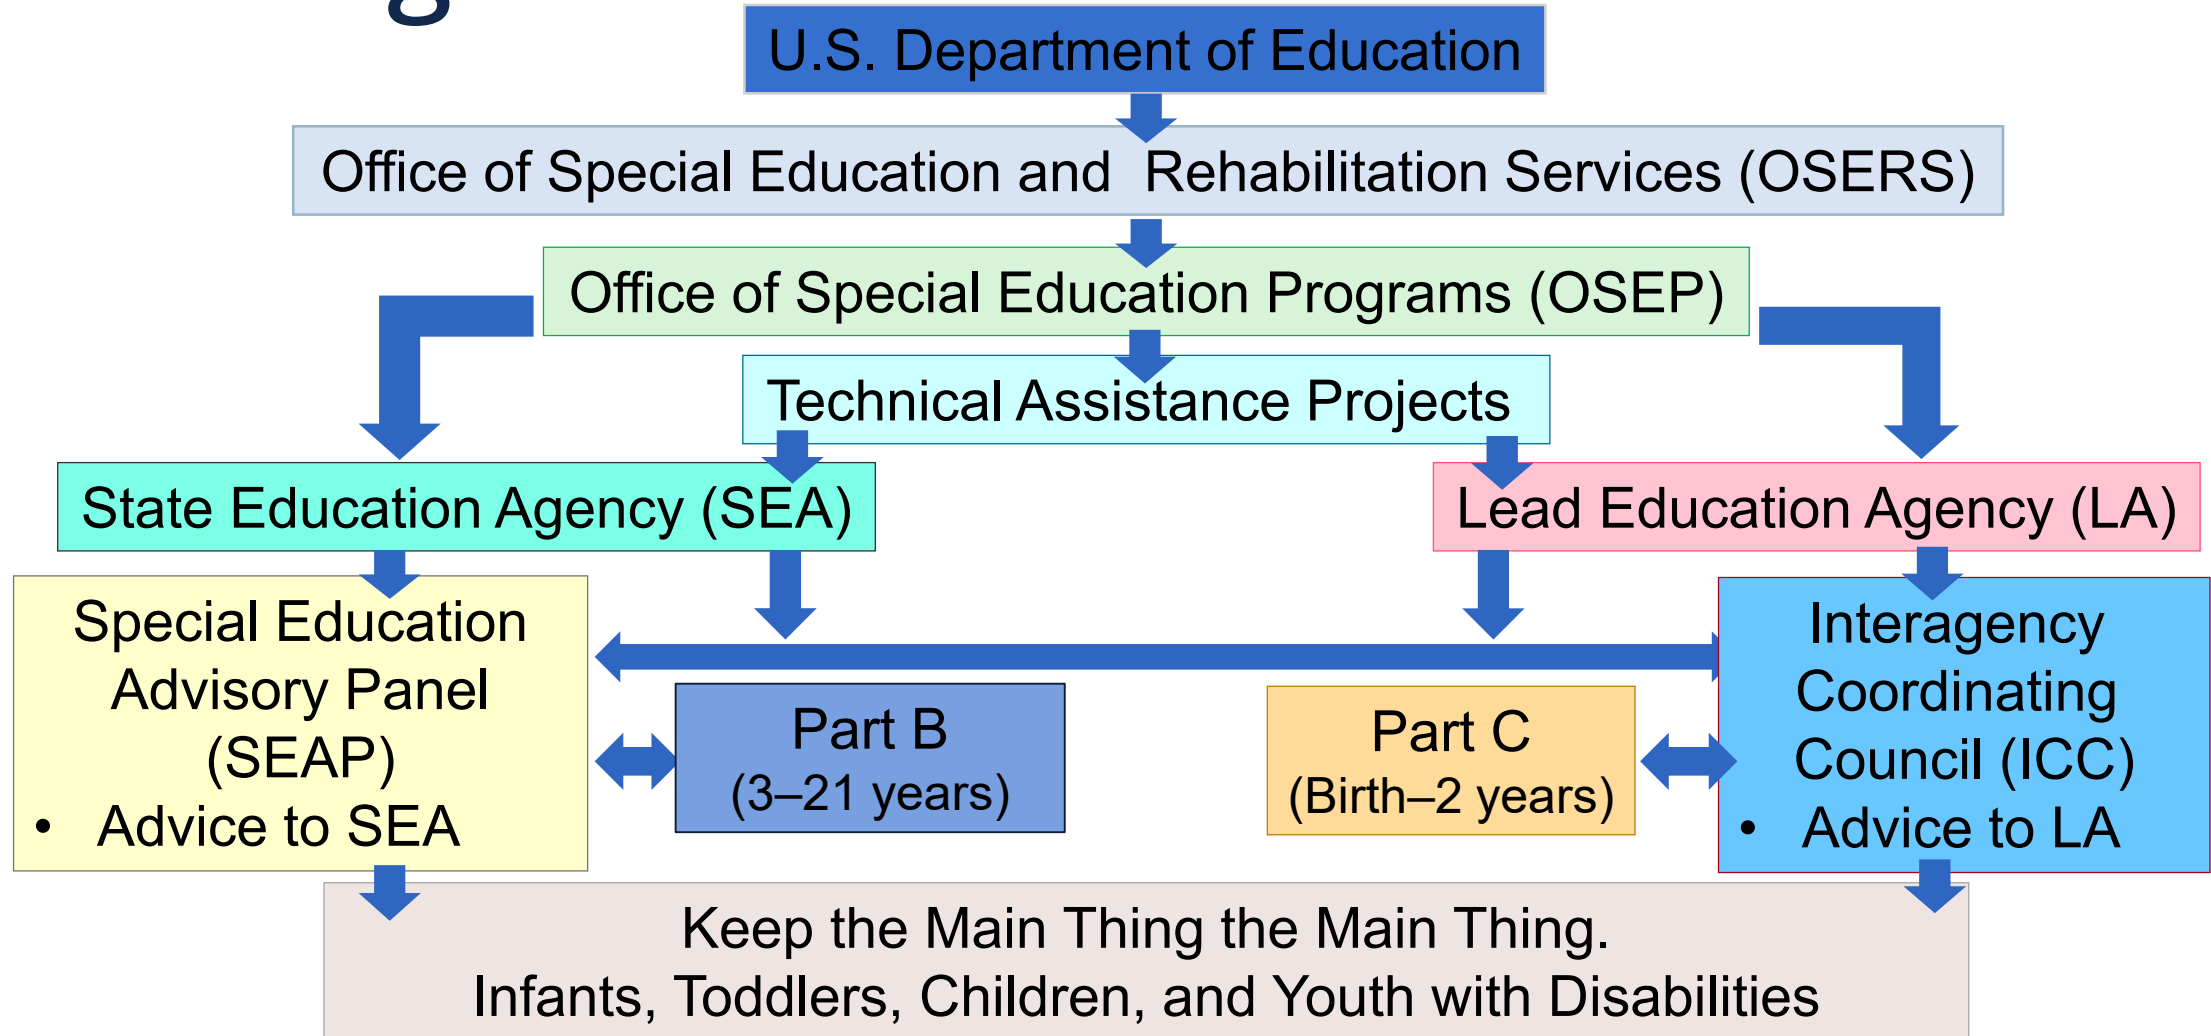 U.S. Department of Education
Office of Special Education and Rehabilitation Services (OSERS)
Office of Special Education Programs (OSEP)
Technical Assistance Projects
State Education Agency (SEA)
Lead Education Agency (LA)
Special Education
Advisory Panel
(SEAP)
• Advice to SEA
Part B
(3–21 years)
Part C
(Birth–2 years)
Interagency
Coordinating
Council (ICC)
• Advice to LA
Keep the Main Thing the Main Thing.
Infants, Toddlers, Children, and Youth with Disabilities